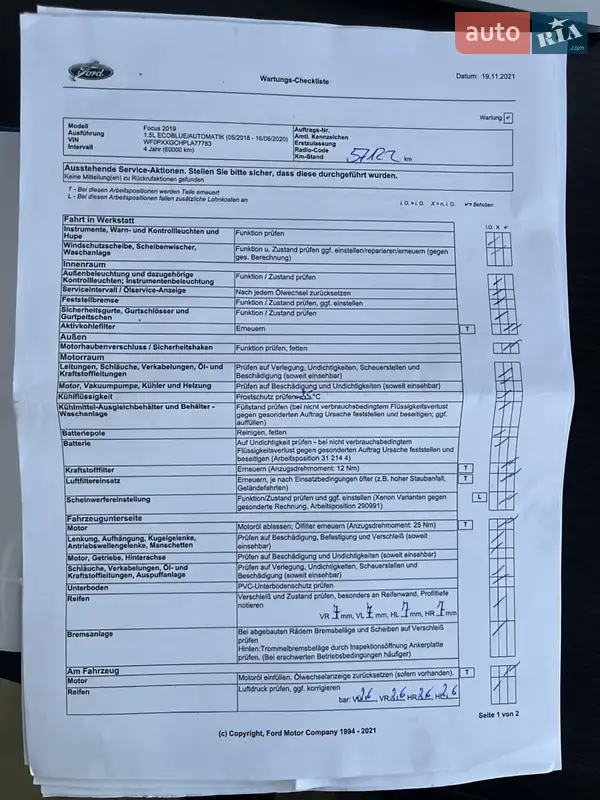 auto RIA .com
Ford
Wartungs-Checkliste
Datum: 19.11.2021
Wartung
Modell Focus 2019
Ausführung 1.5L ECOBLUE/AUTOMATIK (05/2018 - 16/08/2020)
VIN WF0PXXGCHPLA77783
Intervall 4 Jahr (60000 km)
Auftrags-Nr.
Amtl. Kennzeichen
Erstzulassung
Radio-Code
Km-Stand 57122 km
Ausstehende Service-Aktionen. Stellen Sie bitte sicher, dass diese durchgeführt wurden.
Keine Mitteilung(en) zu Rückrufaktionen gefunden
T - Bei diesen Arbeitspositionen werden Teile erneuert
L - Bei diesen Arbeitspositionen fallen zusätzliche Lohnkosten an
i.O.=i.O. X=n.i.O. ✔=Behoben
Fahrt in Werkstatt
i.O. X ✔
Instrumente, Warn- und Kontrollleuchten und Hupe
Funktion prüfen
Windschutzscheibe, Scheibenwischer, Waschanlage
Funktion u. Zustand prüfen ggf. einstellen/reparieren/erneuern (gegen
ges. Berechnung)
Innenraum
Außenbeleuchtung und dazugehörige
Kontrollleuchten; Instrumentenbeleuchtung
Funktion / Zustand prüfen
Serviceintervall / Ölservice-Anzeige
Nach jedem Ölwechsel zurücksetzen
Feststellbremse
Funktion / Zustand prüfen, ggf. einstellen
Sicherheitsgurte, Gurtschlösser und
Gurtpeitschen
Funktion / Zustand prüfen
Aktivkohlefilter
Erneuern
T
Außen
Motorhaubenverschluss / Sicherheitshaken
Funktion prüfen, fetten
Motorraum
Leitungen, Schläuche, Verkabelungen, Öl- und
Kraftstoffleitungen
Prüfen auf Verlegung, Undichtigkeiten, Scheuerstellen und
Beschädigung (soweit einsehbar)
Motor, Vakuumpumpe, Kühler und Heizung
Prüfen auf Beschädigung und Undichtigkeiten (soweit einsehbar)
Kühlflüssigkeit
Frostschutz prüfen °C
Kühlmittel-Ausgleichbehälter und Behälter -
Waschanlage
Füllstand prüfen (bei nicht verbrauchsbedingtem Flüssigkeitsverlust
gegen gesonderten Auftrag Ursache feststellen und beseitigen; ggf.
auffüllen)
Batteriepole
Reinigen, fetten
Batterie
Auf Undichtigkeit prüfen - bei nicht verbrauchsbedingtem
Flüssigkeitsverlust gegen gesonderten Auftrag Ursache feststellen und
beseitigen (Arbeitsposition 31 214 4)
Kraftstofffilter
Erneuern (Anzugsdrehmoment: 12 Nm)
T
Luftfiltereinsatz
Erneuern, je nach Einsatzbedingungen öfter (z.B. hoher Staubanfall,
Geländefahrten)
T
Scheinwerfereinstellung
Funktion/Zustand prüfen und ggf. einstellen (Xenon Varianten gegen
gesonderte Rechnung, Arbeitsposition 290991)
L
Fahrzeugunterseite
Motor
Motoröl ablassen; Ölfilter erneuern (Anzugsdrehmoment: 25 Nm)
T
Lenkung, Aufhängung, Kugelgelenke,
Antriebswellengelenke, Manschetten
Prüfen auf Beschädigung, Befestigung und Verschleiß (soweit
einsehbar)
Motor, Getriebe, Hinterachse
Prüfen auf Beschädigung und Undichtigkeiten (soweit einsehbar)
Schläuche, Verkabelungen, Öl- und
Kraftstoffleitungen, Auspuffanlage
Prüfen auf Verlegung, Undichtigkeiten, Scheuerstellen und
Beschädigung (soweit einsehbar)
Unterboden
PVC-Unterbodenschutz prüfen
Reifen
Verschleiß und Zustand prüfen, besonders an Reifenwand, Profiltiefe
notieren
VR 7 mm, VL 7 mm, HL 7 mm, HR 7 mm
Bremsanlage
Bei abgebauten Rädern Bremsbeläge und Scheiben auf Verschleiß
prüfen
Hinten:Trommelbremsbeläge durch Inspektionsöffnung Ankerplatte
prüfen, (Bei erschwerten Betriebsbedingungen häufiger)
Am Fahrzeug
Motor
Motoröl einfüllen, Ölwechselanzeige zurücksetzen (sofern vorhanden).
T
Reifen
Luftdruck prüfen, ggf. korrigieren
bar: VL 2,6, VR 2,6 HR 2,6, HL 2,6
Seite 1 von 2
(c) Copyright, Ford Motor Company 1994 - 2021